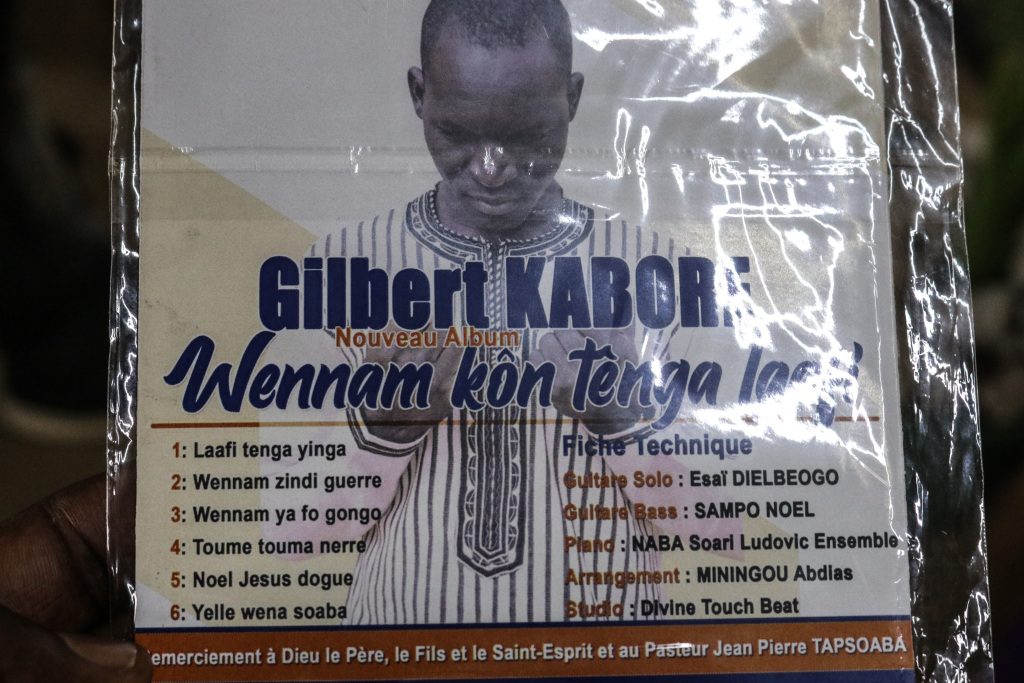 Gilbert KABORE
Nouveau Album
Wennam kôn tênga laafi
1: Laafi tenga yinga
2: Wennam zindi guerre
3: Wennam ya fo gongo
4: Toume touma nerre
5: Noel Jesus dogue
6: Yelle wena soaba
Fiche Technique
Guitare Solo : Esaï DIELBEOGO
Guitare Bass : SAMPO NOEL
Piano : NABA Soarl Ludovic Ensemble
Arrangement : MININGOU Abdias
Studio : Divine Touch Beat
emerciement à Dieu le Père, le Fils et le Saint-Esprit et au Pasteur Jean Pierre TAPSOABA